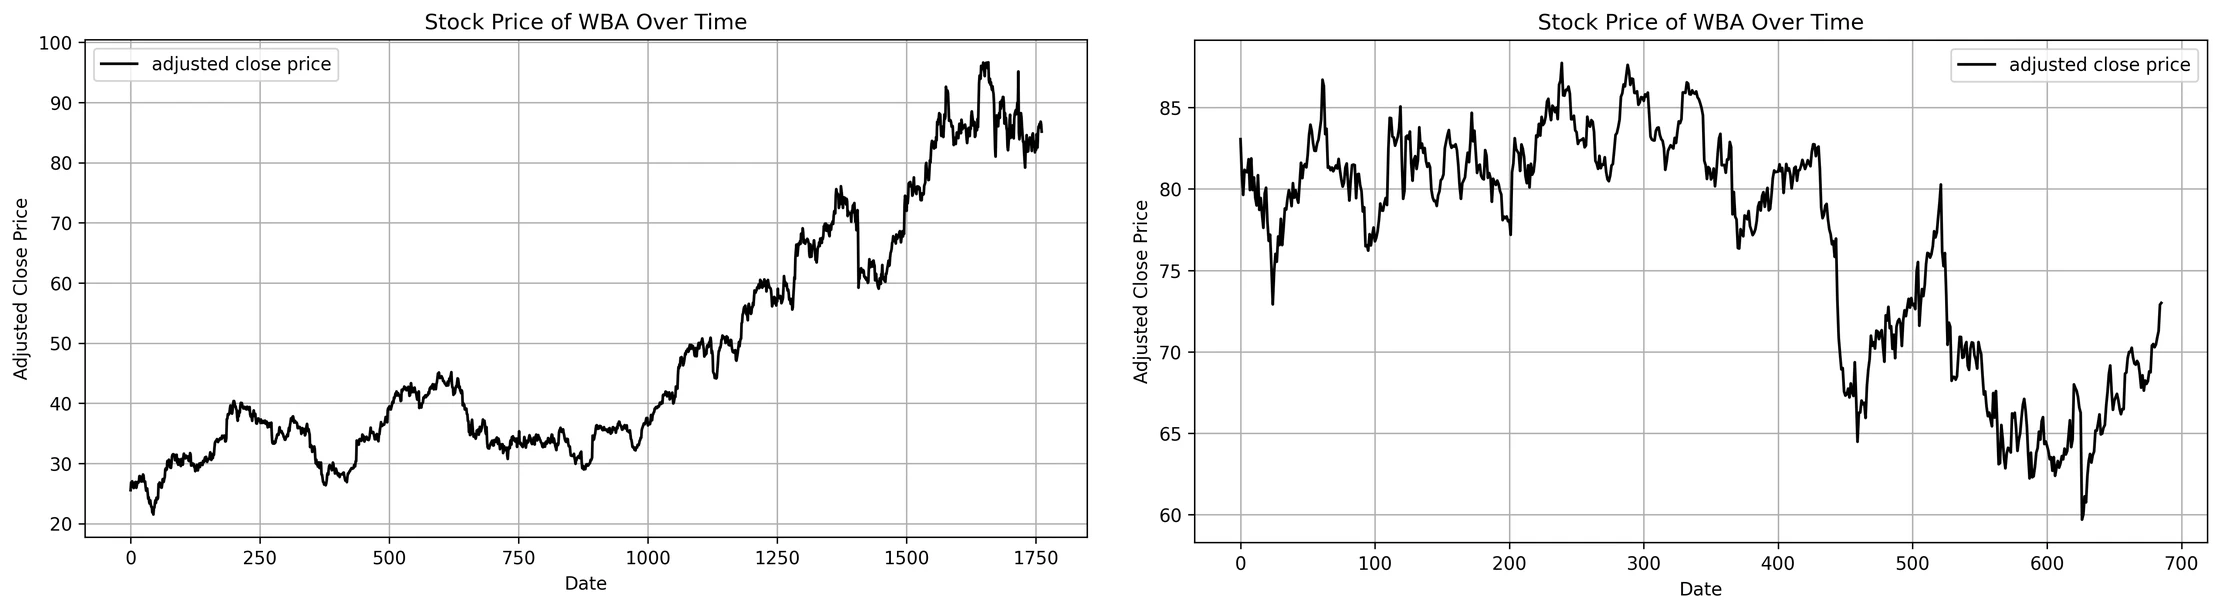 Stock Price of WBA Over Time
adjusted close price
Adjusted Close Price
100
90
80
70
60
50
40
30
20
0 250 500 750 1000 1250 1500 1750
Date
Stock Price of WBA Over Time
adjusted close price
Adjusted Close Price
85
80
75
70
65
60
0 100 200 300 400 500 600 700
Date